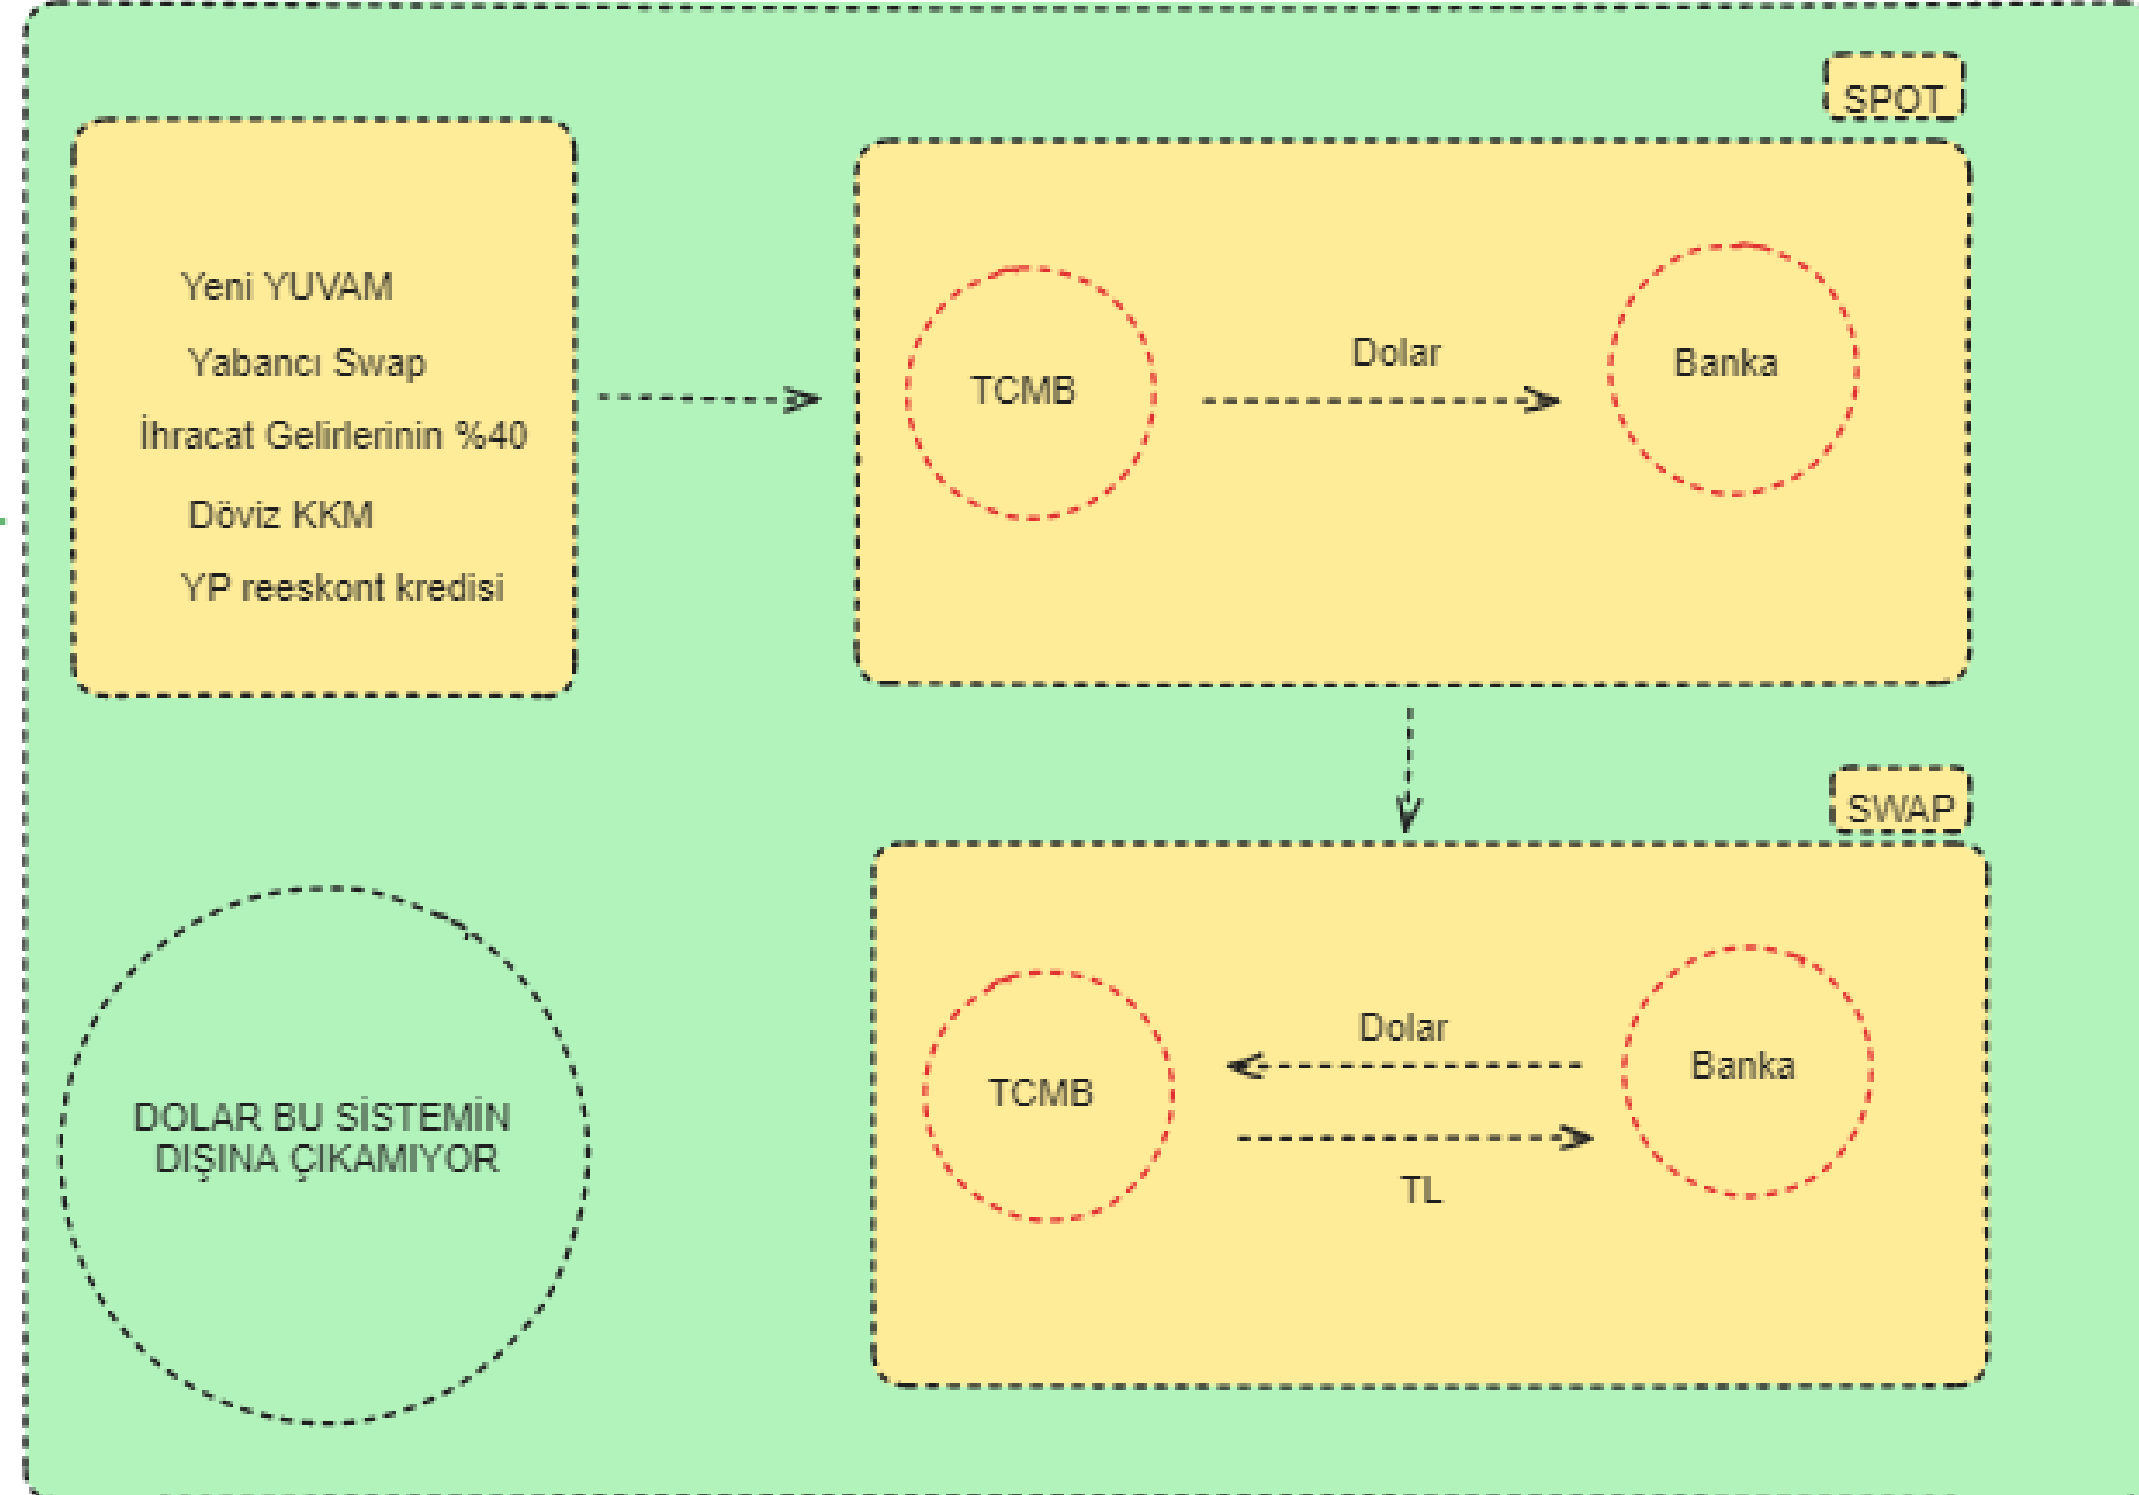 SPOT
Yeni YUVAM
Yabancı Swap
İhracat Gelirlerinin %40
Döviz KKM
YP reeskont kredisi
TCMB
Dolar
Banka
SWAP
DOLAR BU SİSTEMİN
DIŞINA ÇIKAMIYOR
TCMB
Dolar
Banka
TL